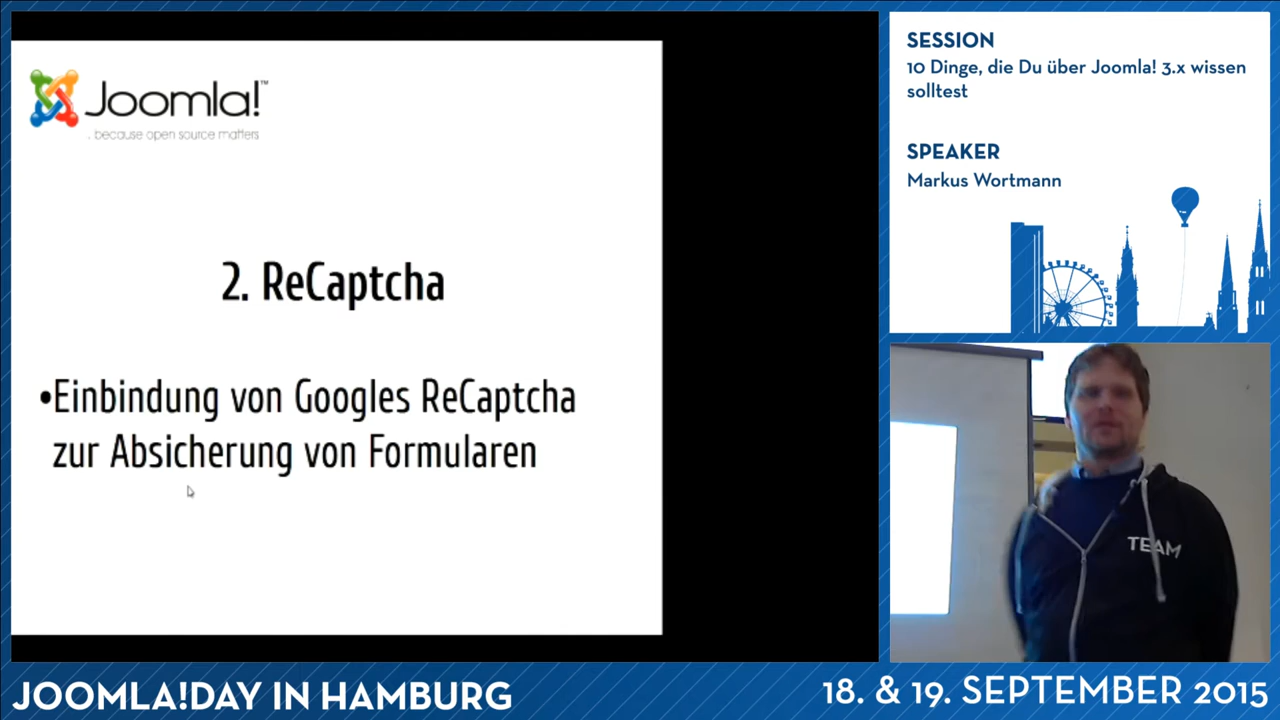 Joomla!™
. because open source matters
2. ReCaptcha
•Einbindung von Googles ReCaptcha
zur Absicherung von Formularen
SESSION
10 Dinge, die Du über Joomla! 3.x wissen
solltest
SPEAKER
Markus Wortmann
TEAM
JOOMLA!DAY IN HAMBURG
18. & 19. SEPTEMBER 2015